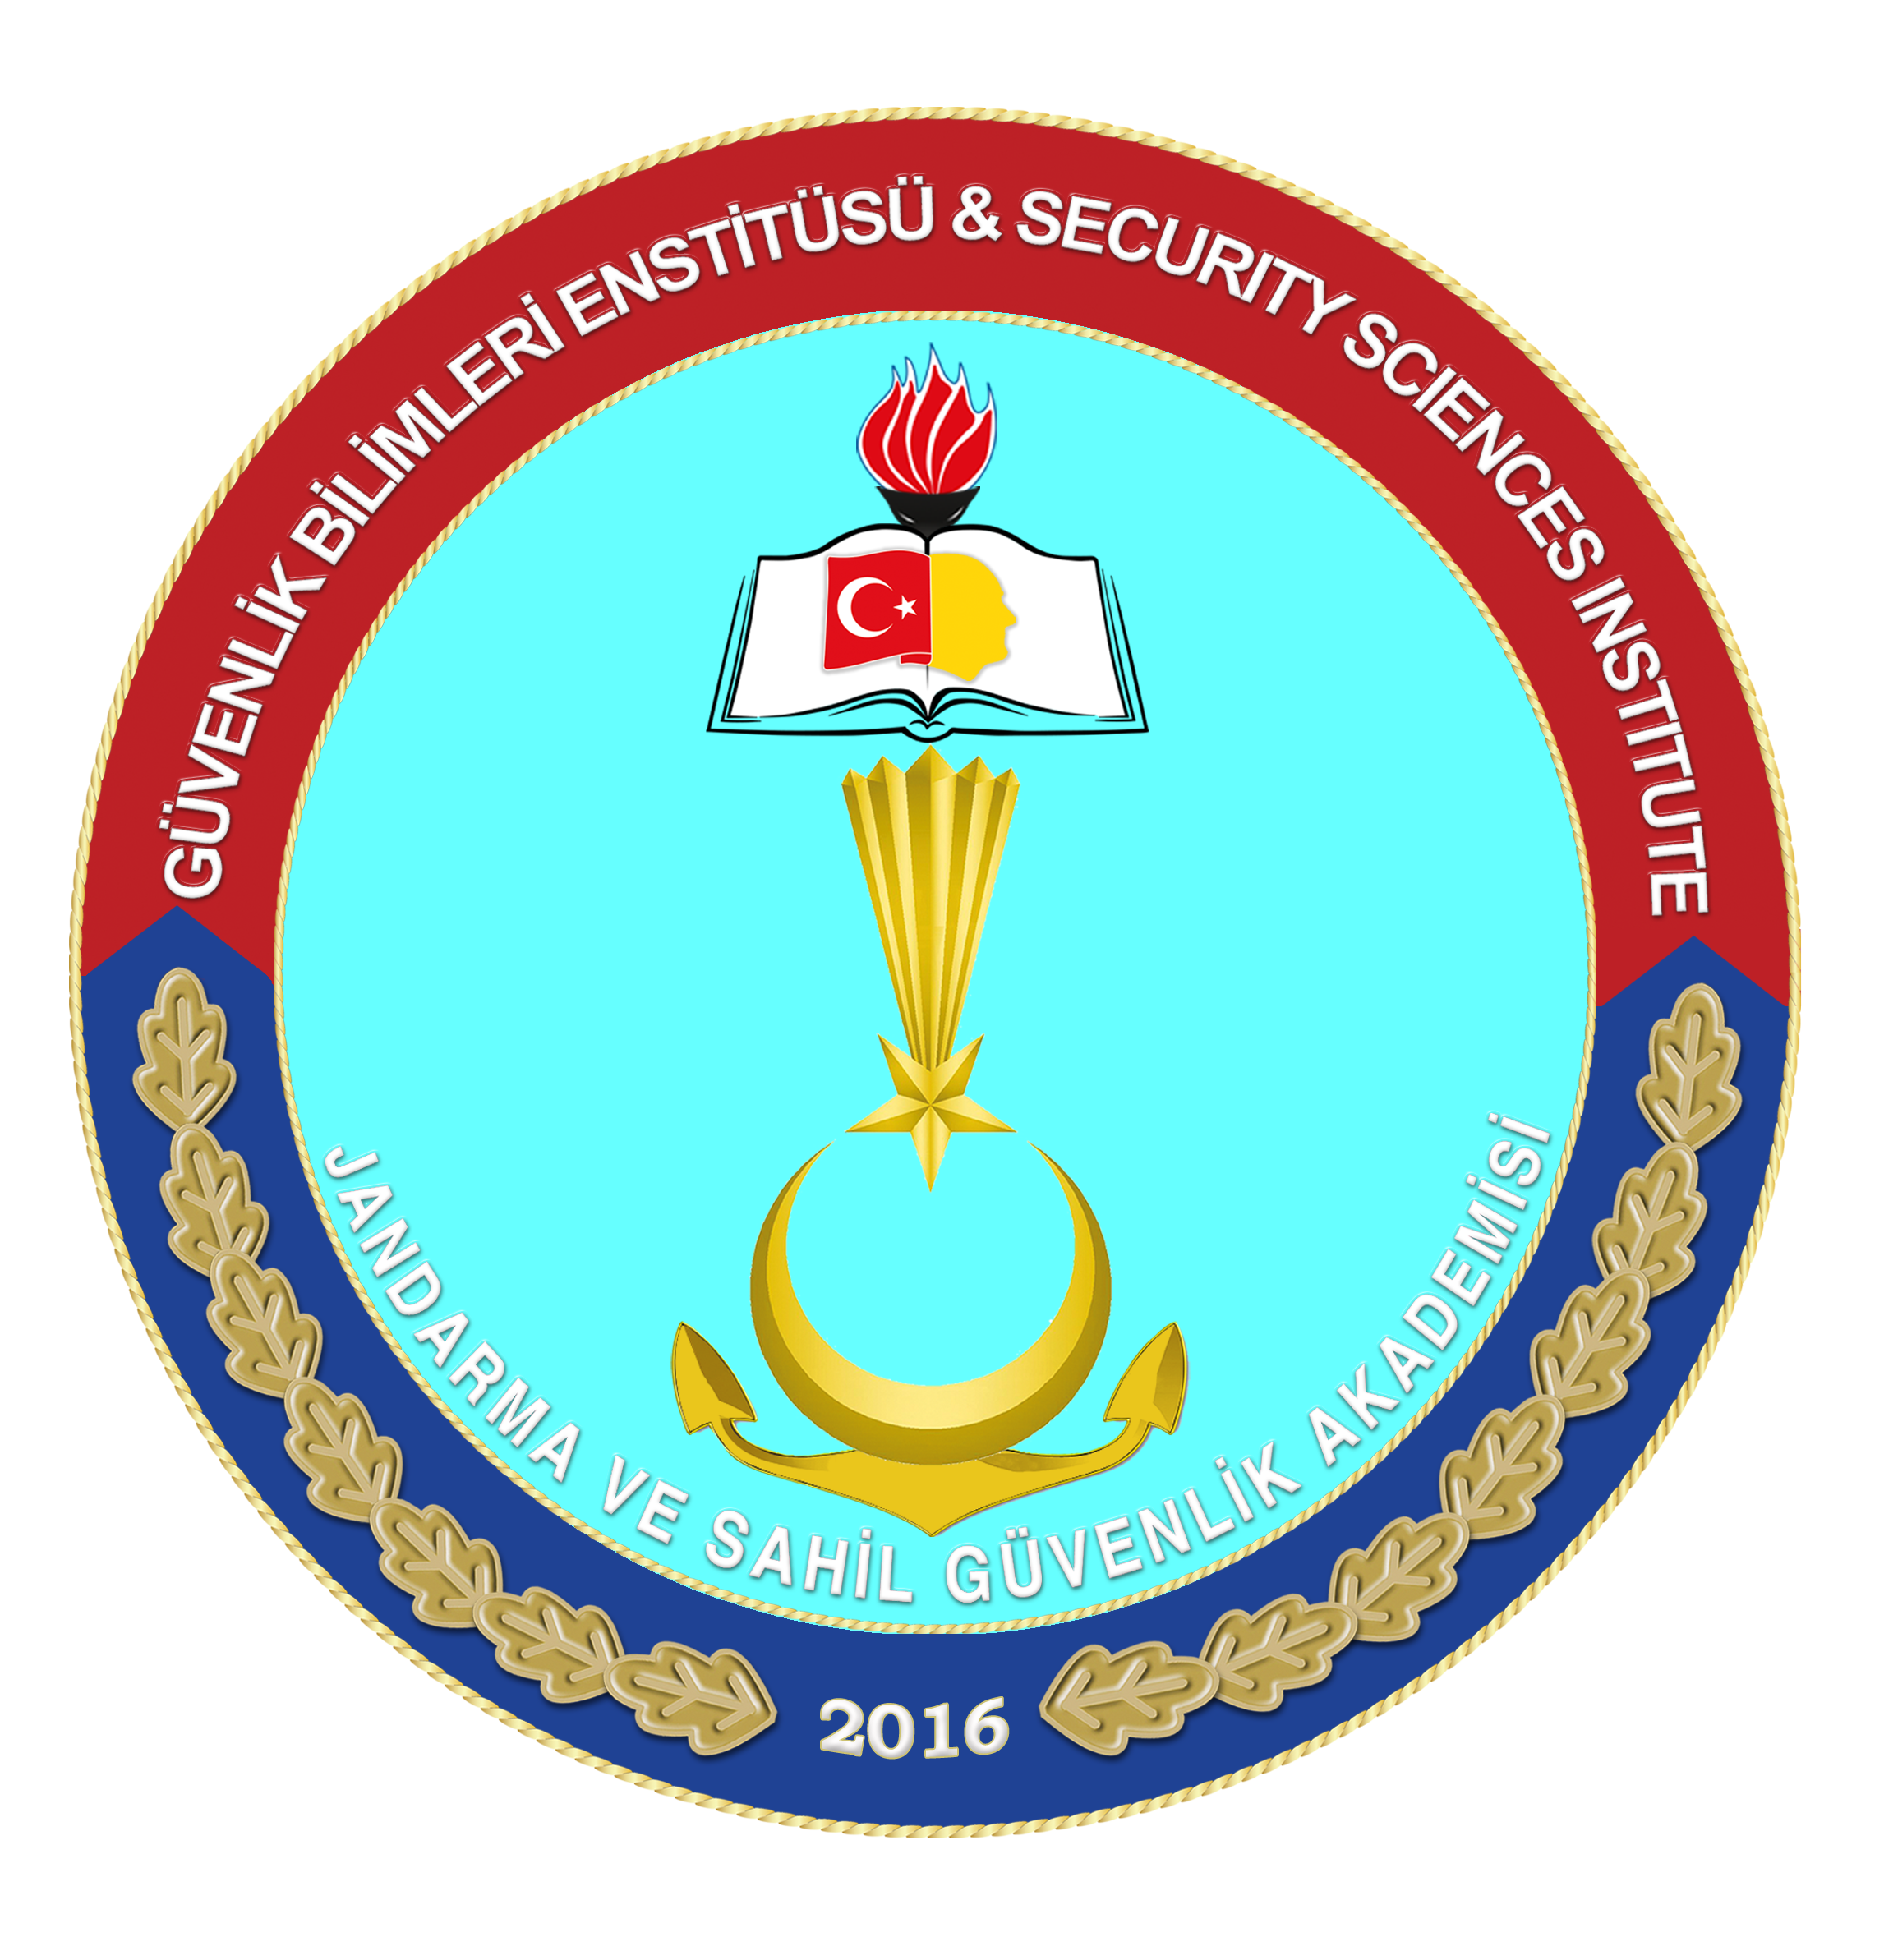 GÜVENLİK BİLİMLERİ ENSTİTÜSÜ & SECURITY SCIENCES INSTITUTE
JANDARMA VE SAHİL GÜVENLİK AKADEMİSİ
2016